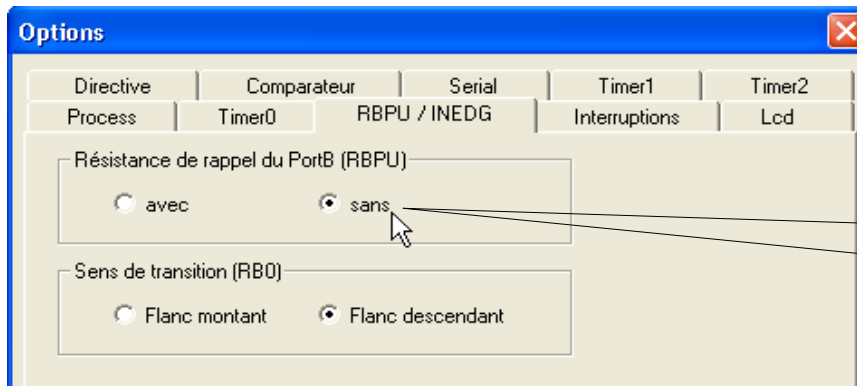 Options
Directive Comparateur Serial Timer1 Timer2
Process Timer0 RBPU / INEDG Interruptions Lcd
Résistance de rappel du PortB (RBPU)
avec sans
Sens de transition (RB0)
Flanc montant Flanc descendant